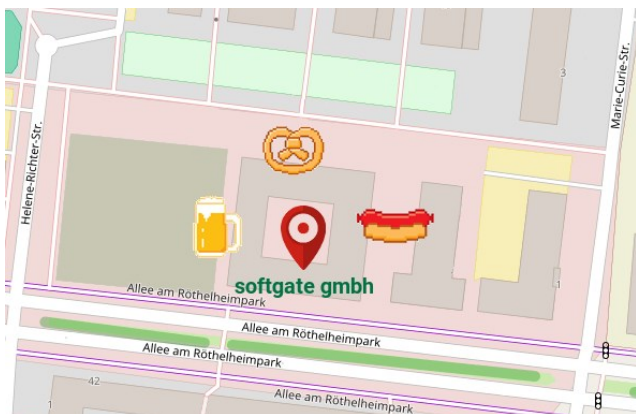 3
Marie-Curie-Str.
Helene-Richter-Str.
softgate gmbh
1
Allee am Röthelheimpark
Allee am Röthelheimpark
Allee am Röthelheimpark
42
Allee am Röthelheimpark
1